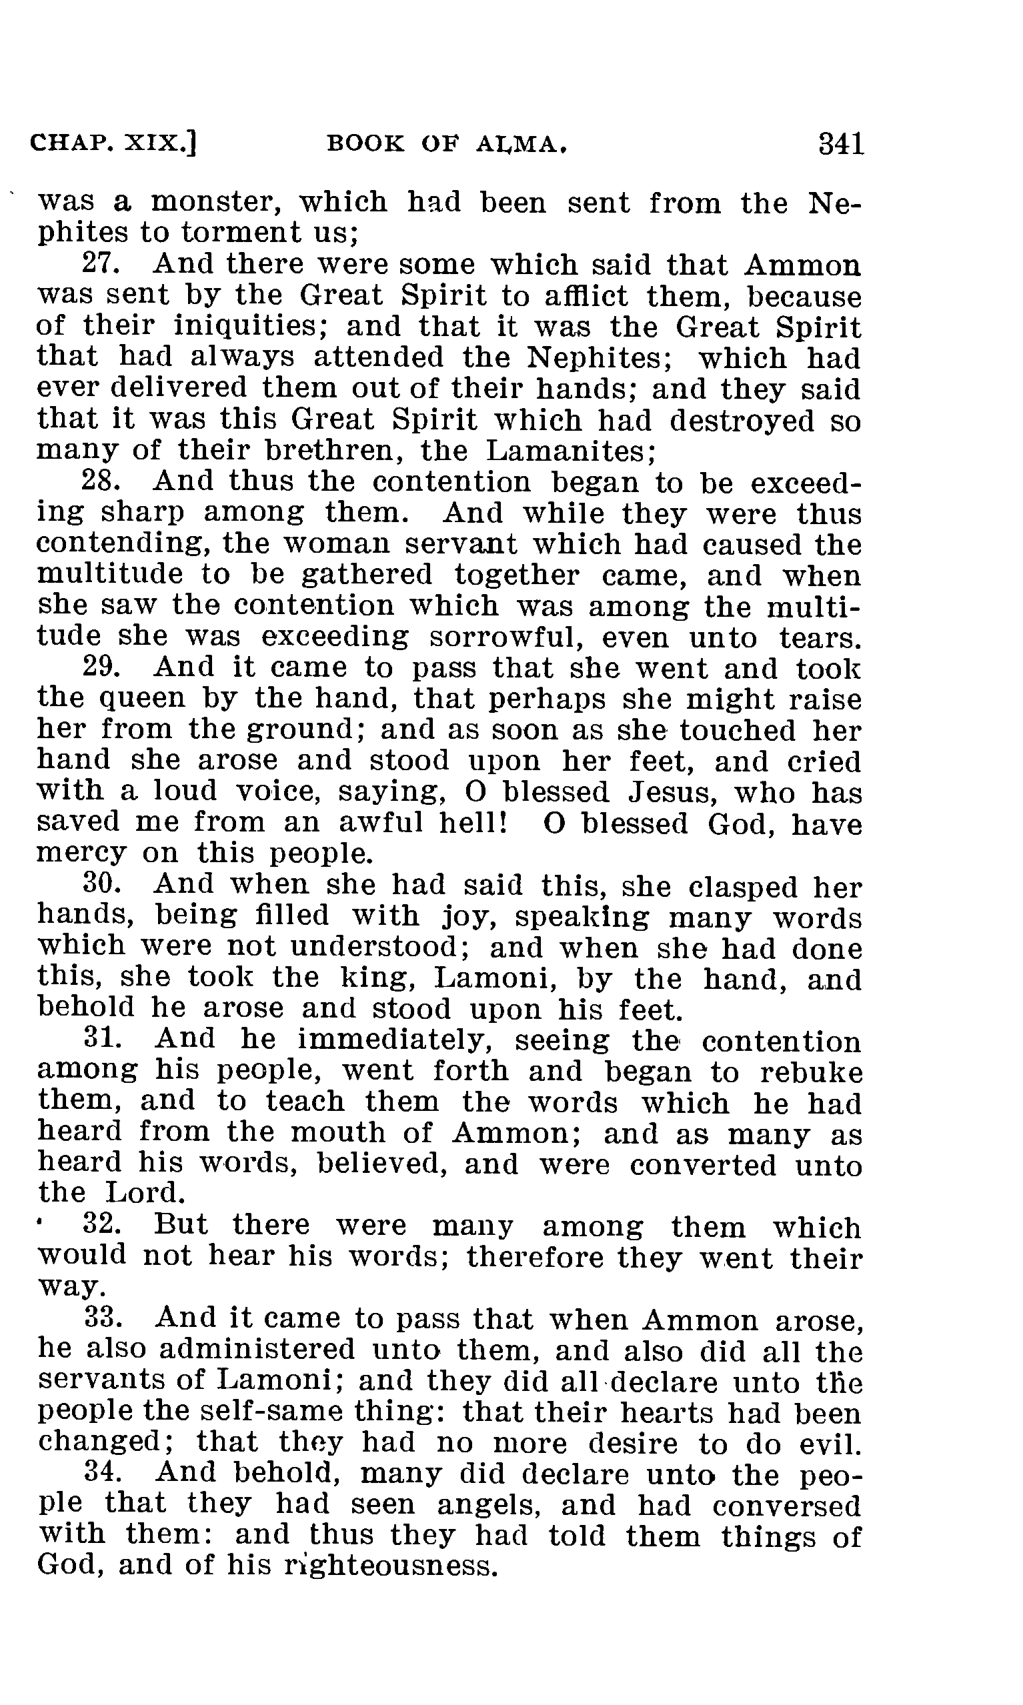 CHAP. XIX.] BOOK OF ALMA. 341
was a monster, which had been sent from the Ne-
phites to torment us;
27. And there were some which said that Ammon
was sent by the Great Spirit to afflict them, because
of their iniquities; and that it was the Great Spirit
that had always attended the Nephites; which had
ever delivered them out of their hands; and they said
that it was this Great Spirit which had destroyed so
many of their brethren, the Lamanites;
28. And thus the contention began to be exceed-
ing sharp among them. And while they were thus
contending, the woman servant which had caused the
multitude to be gathered together came, and when
she saw the contention which was among the multi-
tude she was exceeding sorrowful, even unto tears.
29. And it came to pass that she went and took
the queen by the hand, that perhaps she might raise
her from the ground; and as soon as she touched her
hand she arose and stood upon her feet, and cried
with a loud voice, saying, O blessed Jesus, who has
saved me from an awful hell! O blessed God, have
mercy on this people.
30. And when she had said this, she clasped her
hands, being filled with joy, speaking many words
which were not understood; and when she had done
this, she took the king, Lamoni, by the hand, and
behold he arose and stood upon his feet.
31. And he immediately, seeing the contention
among his people, went forth and began to rebuke
them, and to teach them the words which he had
heard from the mouth of Ammon; and as many as
heard his words, believed, and were converted unto
the Lord.
32. But there were many among them which
would not hear his words; therefore they went their
way.
33. And it came to pass that when Ammon arose,
he also administered unto them, and also did all the
servants of Lamoni; and they did all declare unto the
people the self-same thing: that their hearts had been
changed; that they had no more desire to do evil.
34. And behold, many did declare unto the peo-
ple that they had seen angels, and had conversed
with them: and thus they had told them things of
God, and of his righteousness.